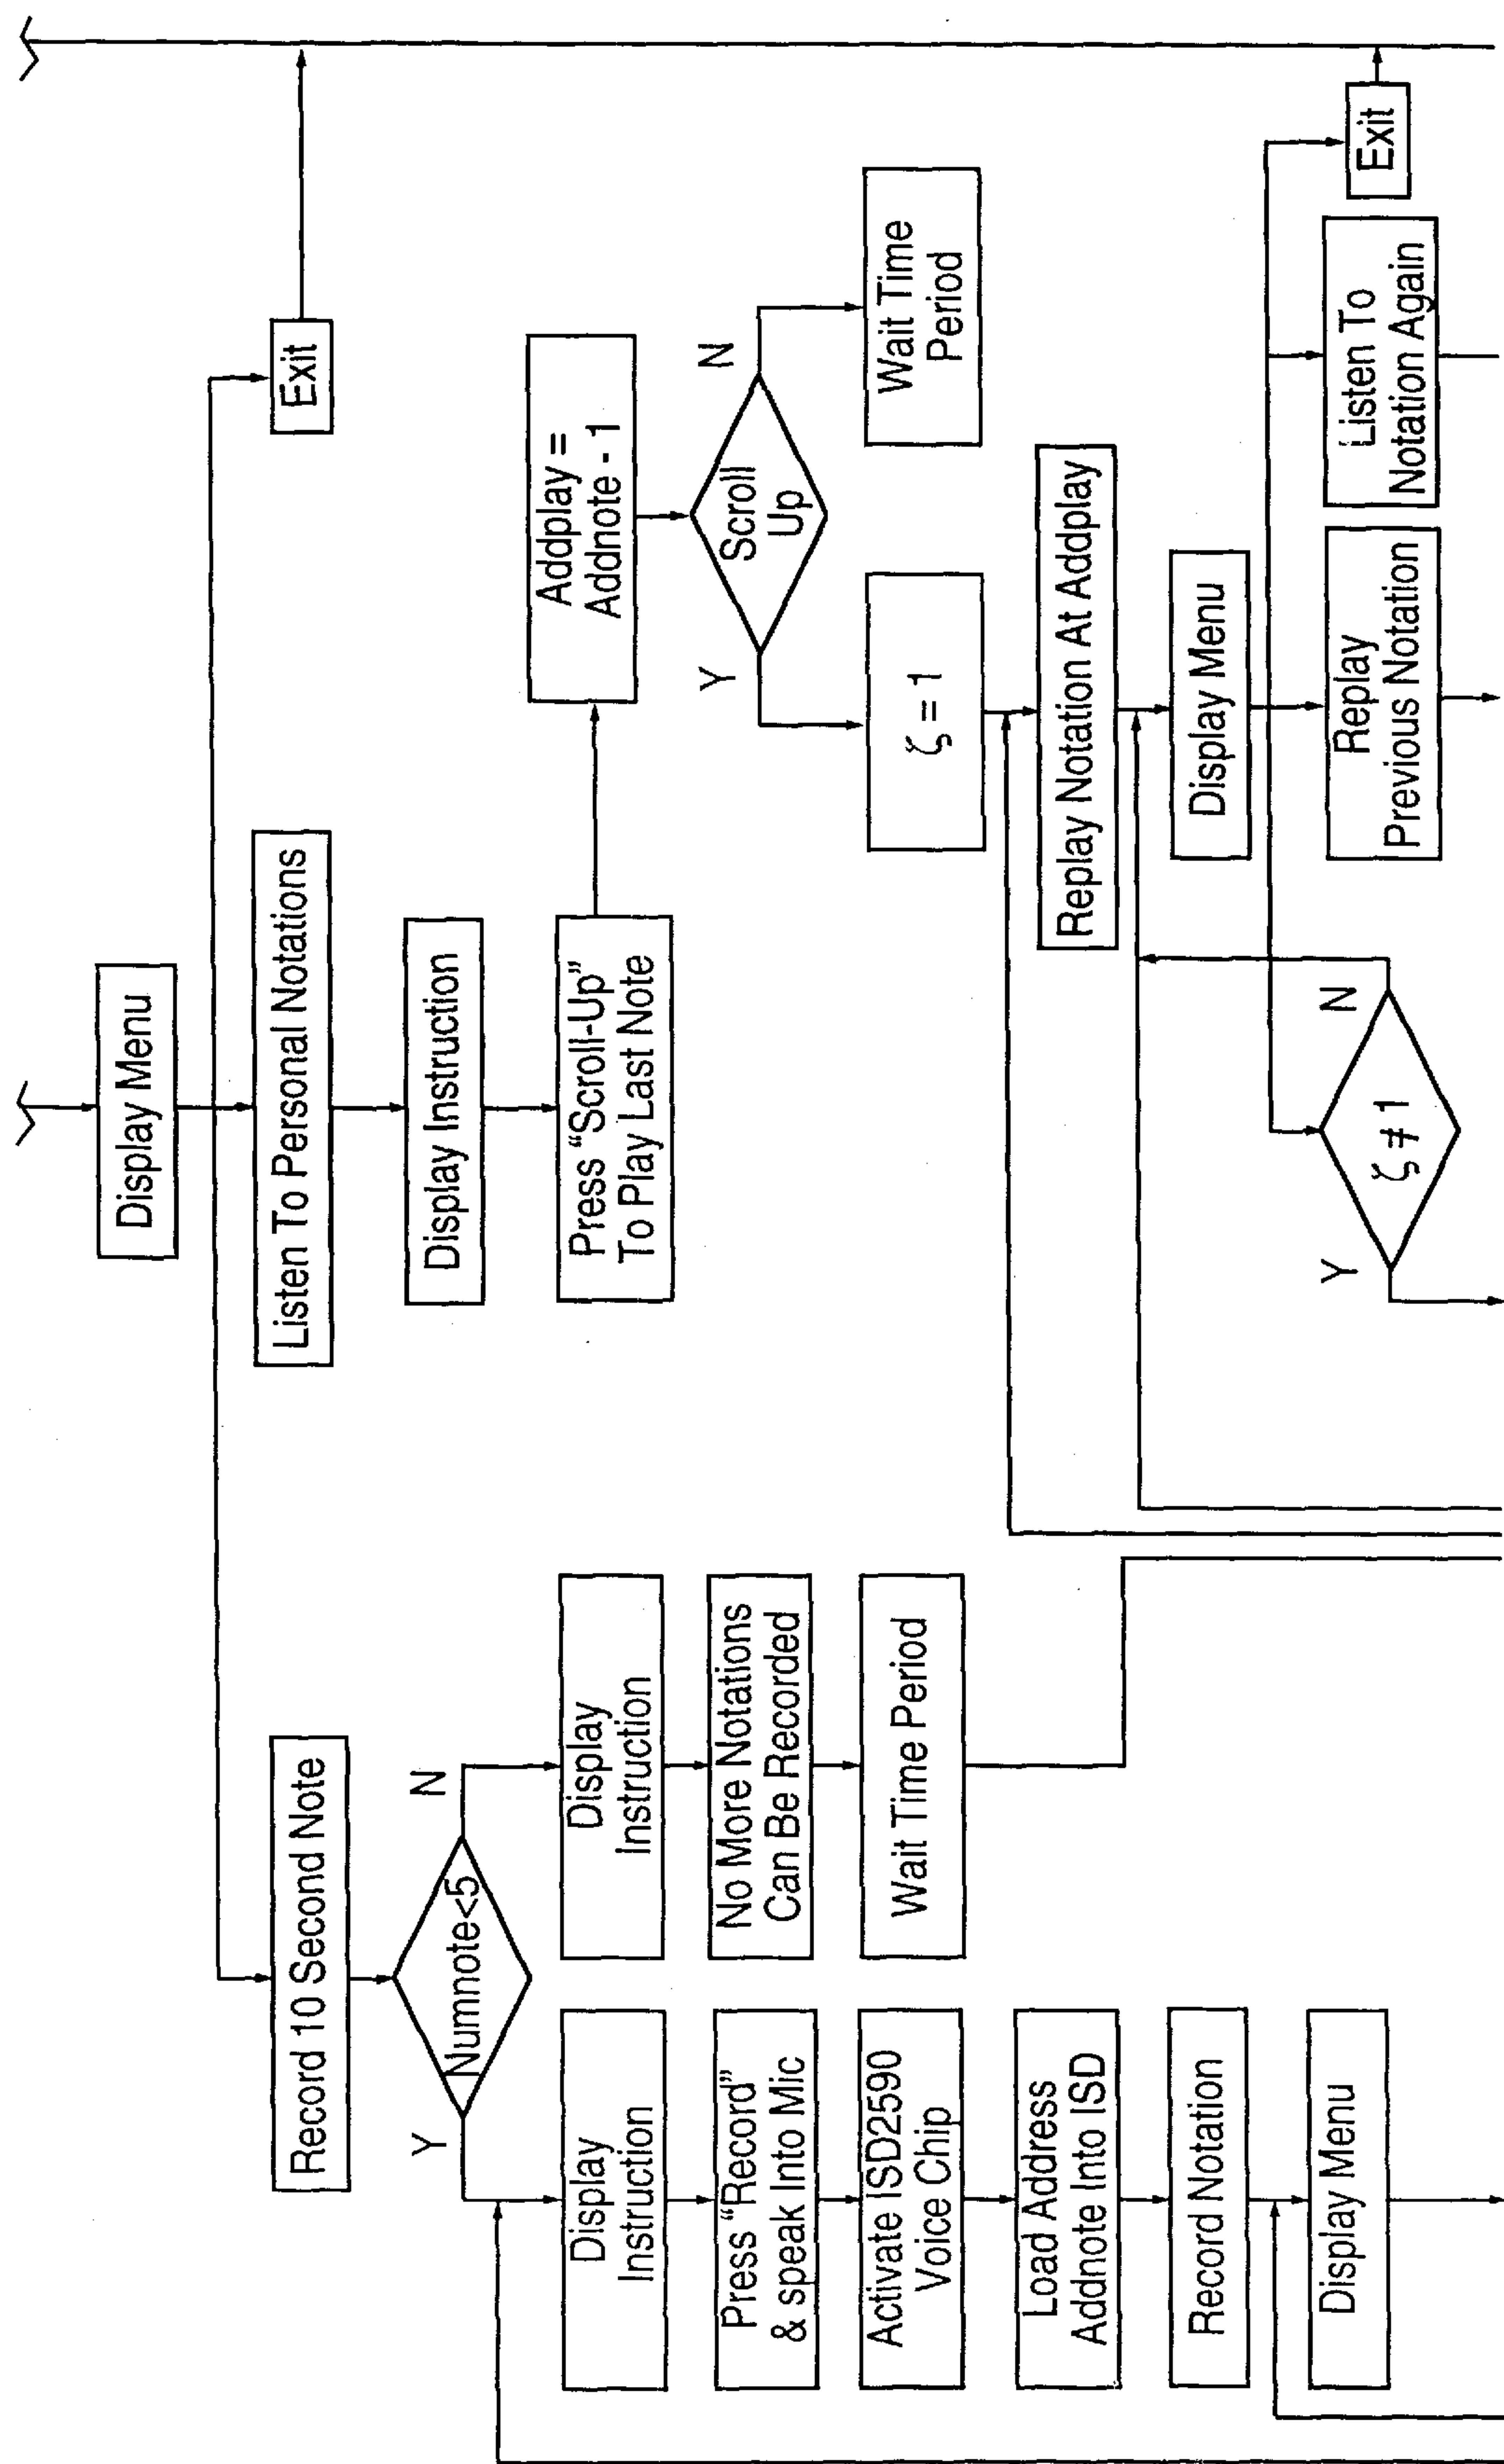 Display Menu
Record 10 Second Note
Numnote<5
Y
N
Display
Instruction
Press “Record”
& speak Into Mic
Activate ISD2590
Voice Chip
Load Address
Addnote Into ISD
Record Notation
Display Menu
Display
Instruction
No More Notations
Can Be Recorded
Wait Time Period
Listen To Personal Notations
Display Instruction
Press “Scroll-Up”
To Play Last Note
Addplay =
Addnote - 1
Scroll
Up
Y
N
ζ = 1
Wait Time
Period
Replay Notation At Addplay
Display Menu
ζ ≠ 1
Y
N
Replay
Previous Notation
Listen To
Notation Again
Exit
Exit